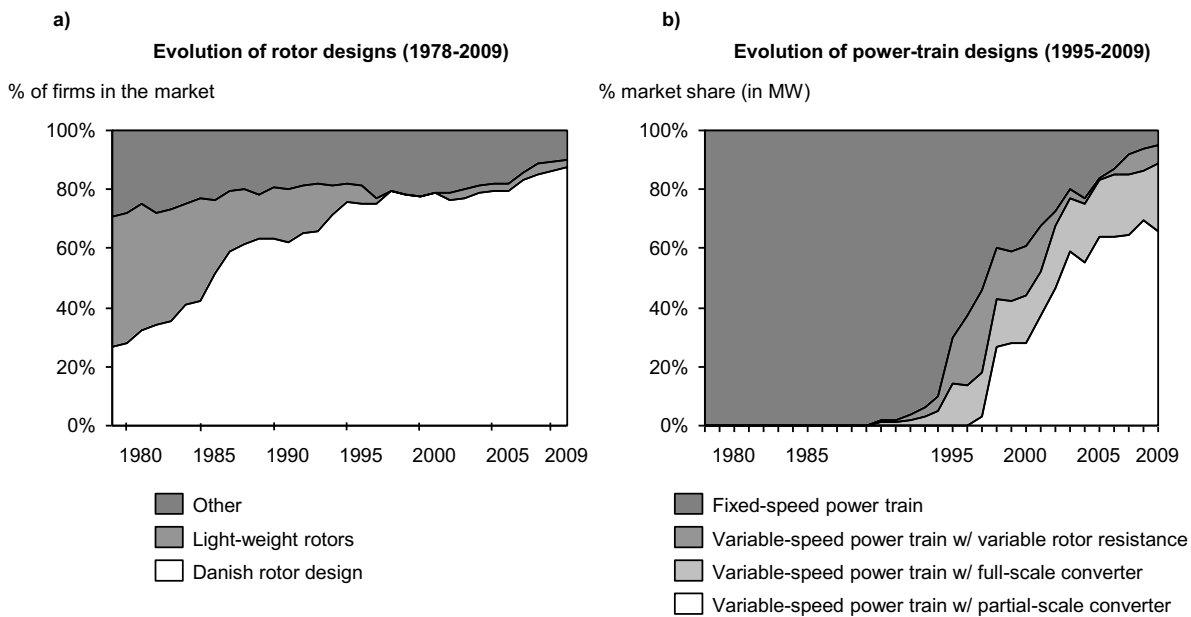 a)
Evolution of rotor designs (1978-2009)
% of firms in the market
100%
80%
60%
40%
20%
0%
1980 1985 1990 1995 2000 2005 2009
Other
Light-weight rotors
Danish rotor design
b)
Evolution of power-train designs (1995-2009)
% market share (in MW)
100%
80%
60%
40%
20%
0%
1980 1985 1995 2000 2005 2009
Fixed-speed power train
Variable-speed power train w/ variable rotor resistance
Variable-speed power train w/ full-scale converter
Variable-speed power train w/ partial-scale converter